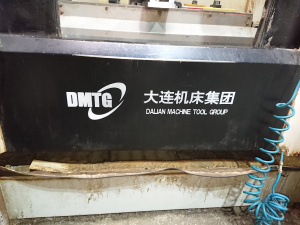 DMTG
大连机床集团
DALIAN MACHINE TOOL GROUP